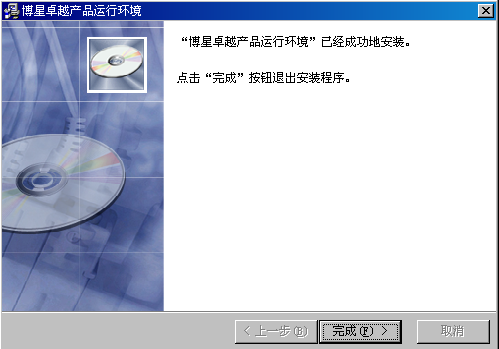 博星卓越产品运行环境
“博星卓越产品运行环境”已经成功地安装。
点击“完成”按钮退出安装程序。
< 上一步(B)
完成(F) >
取消